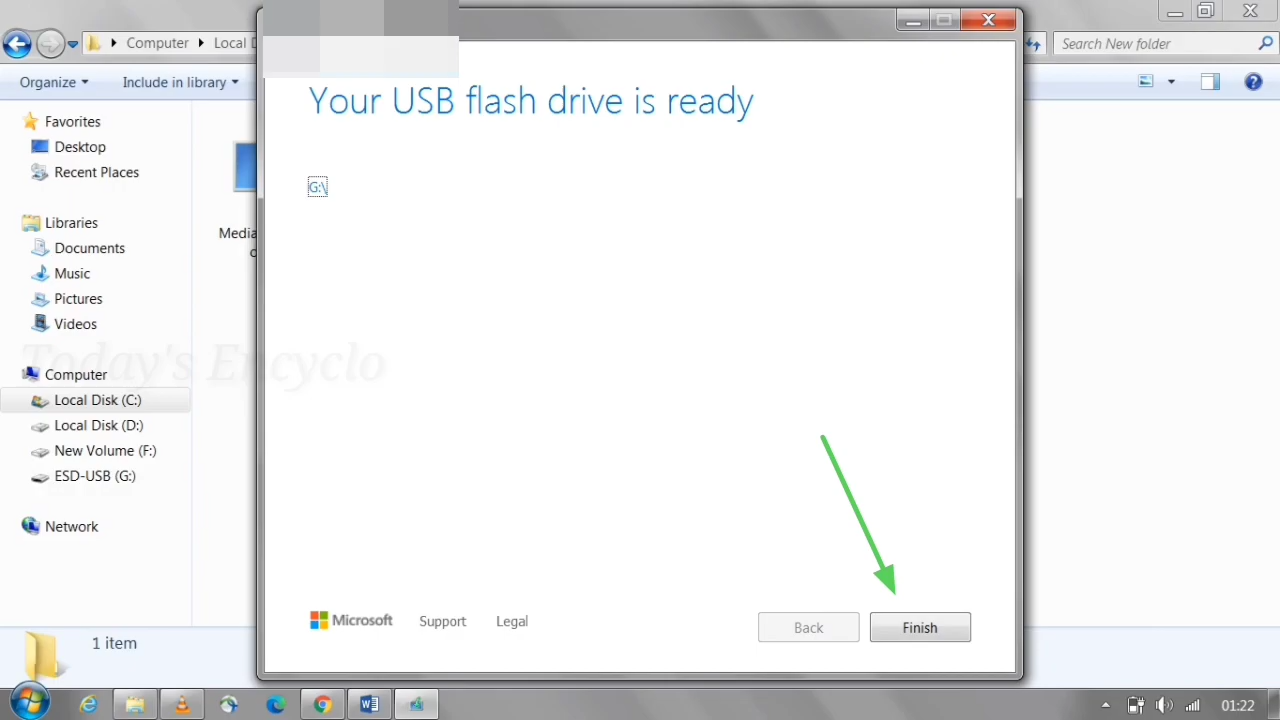 Computer
Local D
Search New folder
Organize
Include in library
Your USB flash drive is ready
Favorites
Desktop
Recent Places
G:\
Libraries
Media
Documents
o
Music
Pictures
Videos
Today's Encyclo
Computer
Local Disk (C:)
Local Disk (D:)
New Volume (F:)
ESD-USB (G:)
Network
Microsoft
Support
Legal
Back
Finish
1 item
01:22